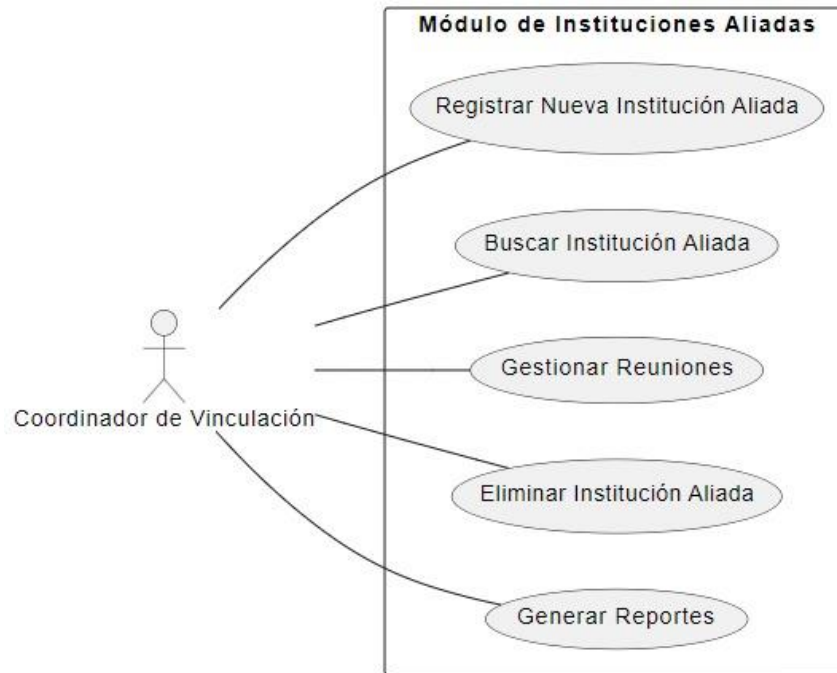 Módulo de Instituciones Aliadas
Registrar Nueva Institución Aliada
Buscar Institución Aliada
Gestionar Reuniones
Coordinador de Vinculación
Eliminar Institución Aliada
Generar Reportes